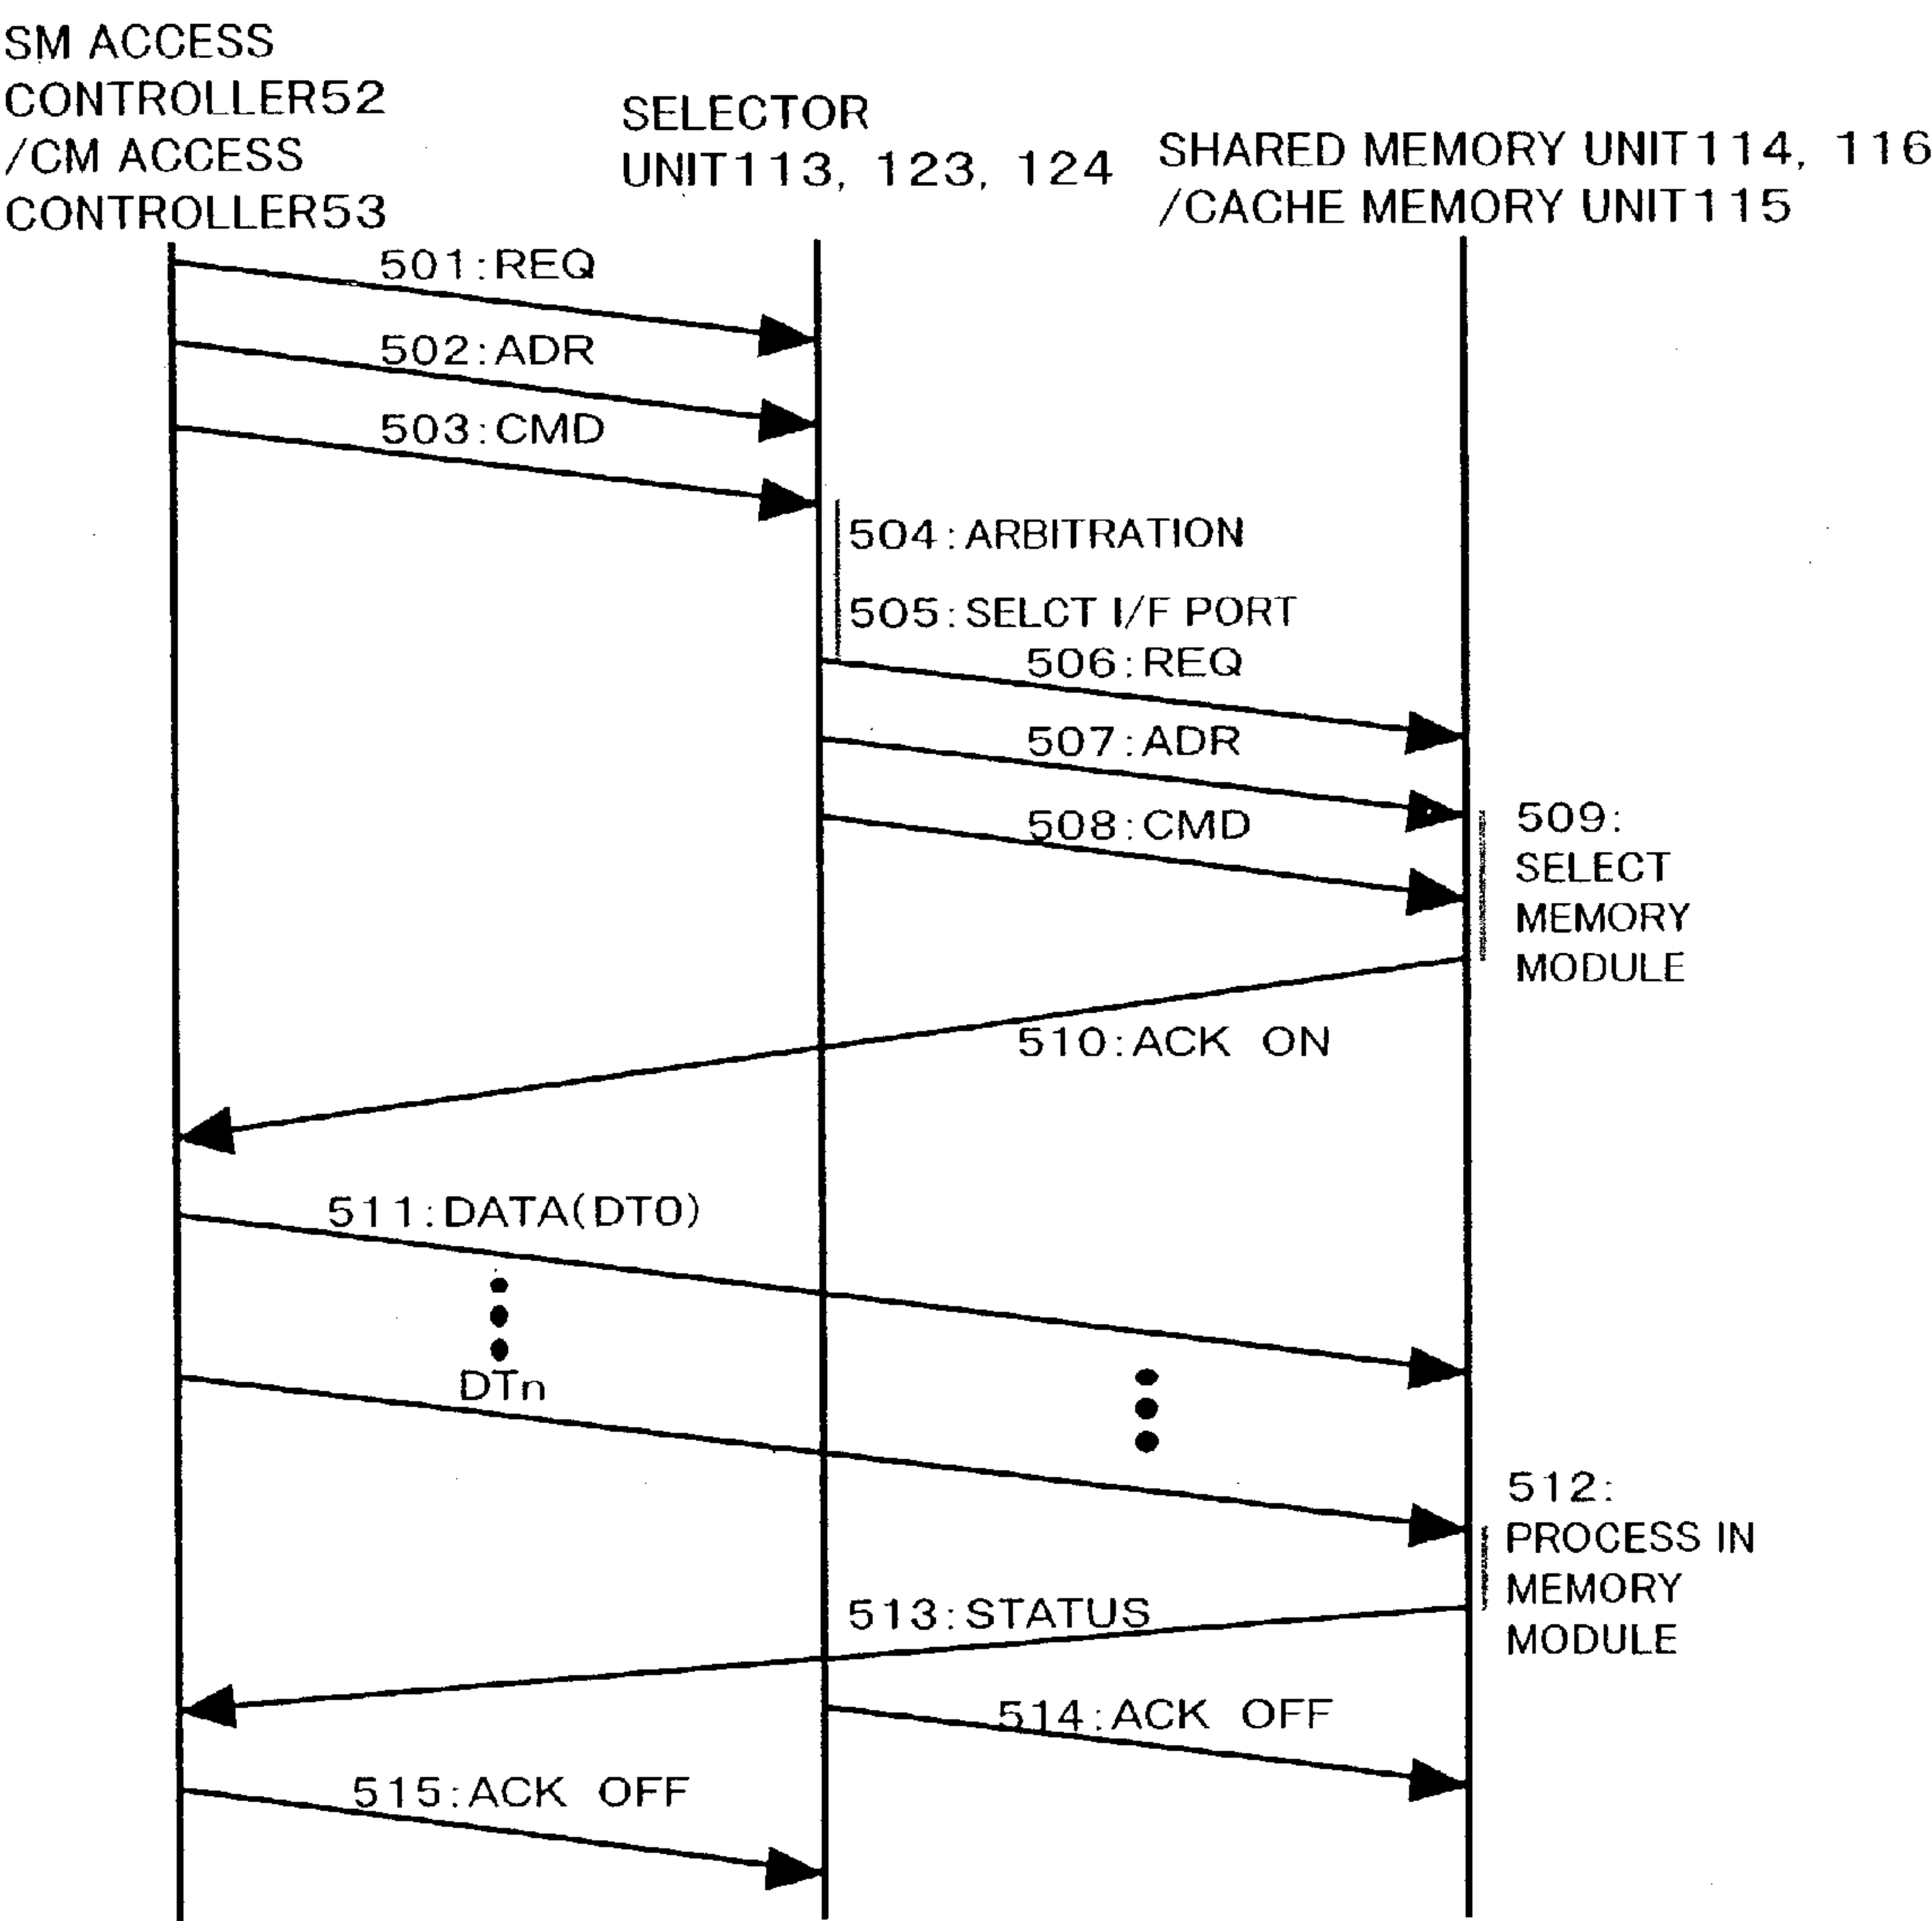 SM ACCESS
CONTROLLER52
/CM ACCESS
CONTROLLER53
SELECTOR
UNIT113, 123, 124
SHARED MEMORY UNIT114, 116
/CACHE MEMORY UNIT115
501:REQ
502:ADR
503:CMD
504:ARBITRATION
505:SELCT I/F PORT
506:REQ
507:ADR
508:CMD
509:
SELECT
MEMORY
MODULE
510:ACK ON
511:DATA(DT0)
DTn
512:
PROCESS IN
MEMORY
MODULE
513:STATUS
514:ACK OFF
515:ACK OFF